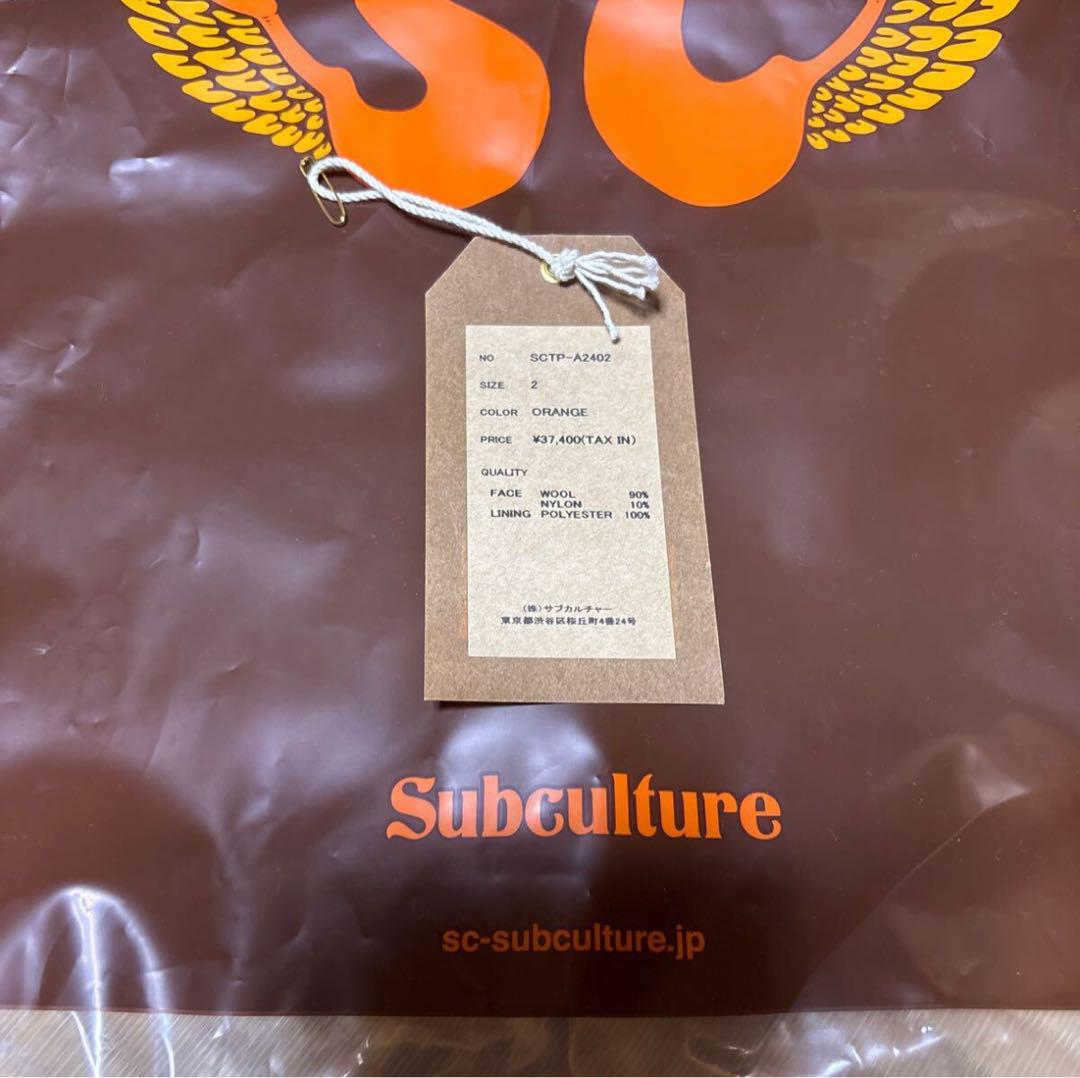 NO SCTP-A2402
SIZE 2
COLOR ORANGE
PRICE ¥37,400(TAX IN)
QUALITY
FACE WOOL 90%
NYLON 10%
LINING POLYESTER 100%
(株)サブカルチャー
東京都渋谷区桜丘町4番24号
Subculture
sc-subculture.jp